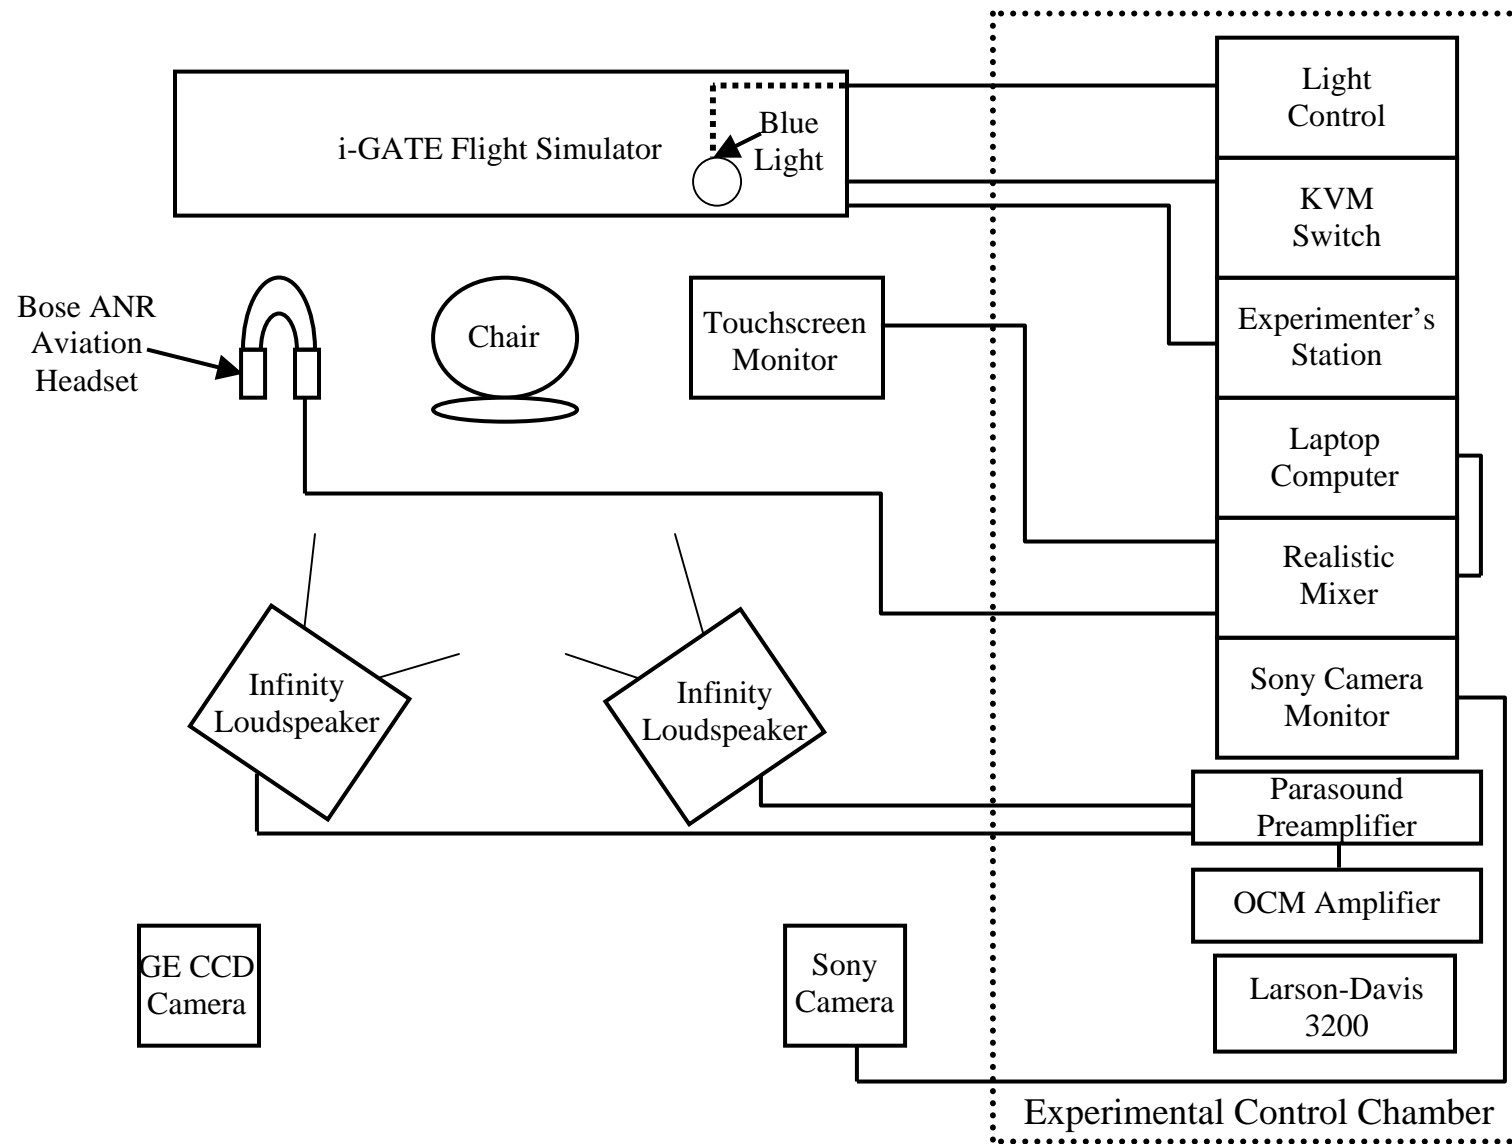 Light
Control
i-GATE Flight Simulator
Blue
Light
KVM
Switch
Bose ANR
Aviation
Headset
Chair
Touchscreen
Monitor
Experimenter's
Station
Laptop
Computer
Realistic
Mixer
Infinity
Loudspeaker
Infinity
Loudspeaker
Sony Camera
Monitor
Parasound
Preamplifier
OCM Amplifier
GE CCD
Camera
Sony
Camera
Larson-Davis
3200
Experimental Control Chamber